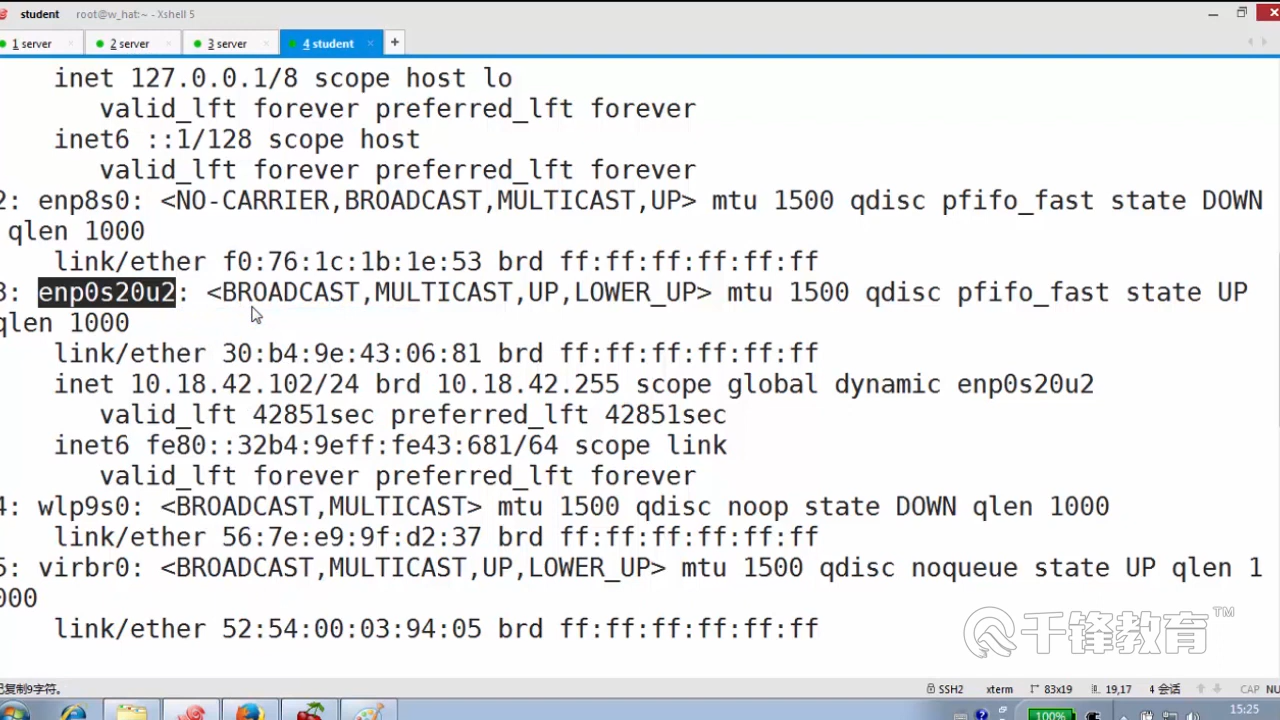 student root@w_hat:~ - Xshell 5
1 server
2 server
3 server
4 student
inet 127.0.0.1/8 scope host lo
valid_lft forever preferred_lft forever
inet6 ::1/128 scope host
valid_lft forever preferred_lft forever
2: enp8s0: <NO-CARRIER,BROADCAST,MULTICAST,UP> mtu 1500 qdisc pfifo_fast state DOWN
qlen 1000
link/ether f0:76:1c:1b:1e:53 brd ff:ff:ff:ff:ff:ff
3: enp0s20u2: <BROADCAST,MULTICAST,UP,LOWER_UP> mtu 1500 qdisc pfifo_fast state UP
qlen 1000
link/ether 30:b4:9e:43:06:81 brd ff:ff:ff:ff:ff:ff
inet 10.18.42.102/24 brd 10.18.42.255 scope global dynamic enp0s20u2
valid_lft 42851sec preferred_lft 42851sec
inet6 fe80::32b4:9eff:fe43:681/64 scope link
valid_lft forever preferred_lft forever
4: wlp9s0: <BROADCAST,MULTICAST> mtu 1500 qdisc noop state DOWN qlen 1000
link/ether 56:7e:e9:9f:d2:37 brd ff:ff:ff:ff:ff:ff
5: virbr0: <BROADCAST,MULTICAST,UP,LOWER_UP> mtu 1500 qdisc noqueue state UP qlen 1
000
link/ether 52:54:00:03:94:05 brd ff:ff:ff:ff:ff:ff
千锋教育™
已复制9字符。
SSH2 xterm 83x19 19,17 4 会话 CAP NU
100% 15:25